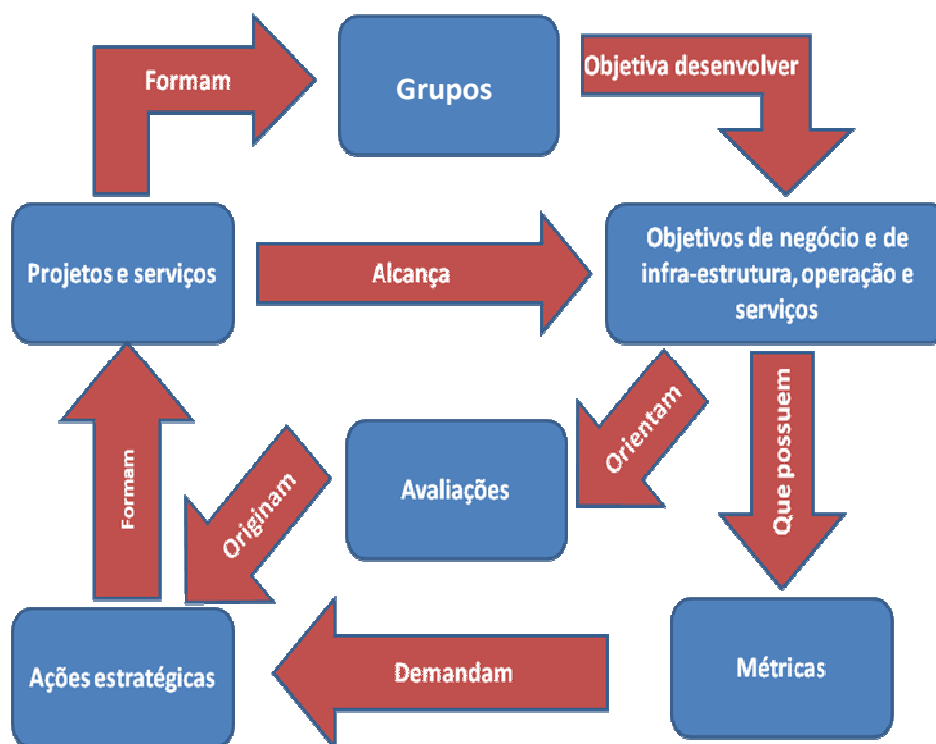 Formam
Grupos
Objetiva desenvolver
Projetos e serviços
Alcança
Objetivos de negócio e de
infra-estrutura, operação e
serviços
Formam
Originam
Avaliações
Orientam
Que possuem
Ações estratégicas
Demandam
Métricas